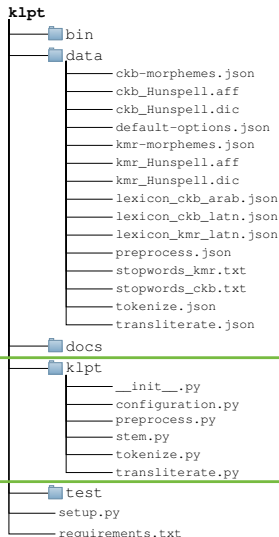 klpt
bin
data
ckb-morphemes.json
ckb_Hunspell.aff
ckb_Hunspell.dic
default-options.json
kmr-morphemes.json
kmr_Hunspell.aff
kmr_Hunspell.dic
lexicon_ckb_arab.json
lexicon_ckb_latn.json
lexicon_kmr_latn.json
preprocess.json
stopwords_kmr.txt
stopwords_ckb.txt
tokenize.json
transliterate.json
docs
klpt
__init__.py
configuration.py
preprocess.py
stem.py
tokenize.py
transliterate.py
test
setup.py
requirements.txt